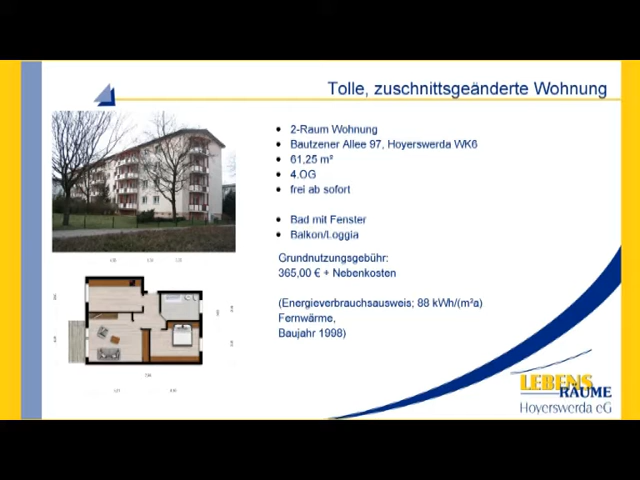 Tolle, zuschnittsgeänderte Wohnung
2-Raum Wohnung
Bautzener Allee 97, Hoyerswerda WK6
61,25 m²
4.OG
frei ab sofort
Bad mit Fenster
Balkon/Loggia
Grundnutzungsgebühr:
365,00 € + Nebenkosten
(Energieverbrauchsausweis; 88 kWh/(m²a)
Fernwärme,
Baujahr 1998)
LEBENS
RÄUME
Hoyerswerda eG